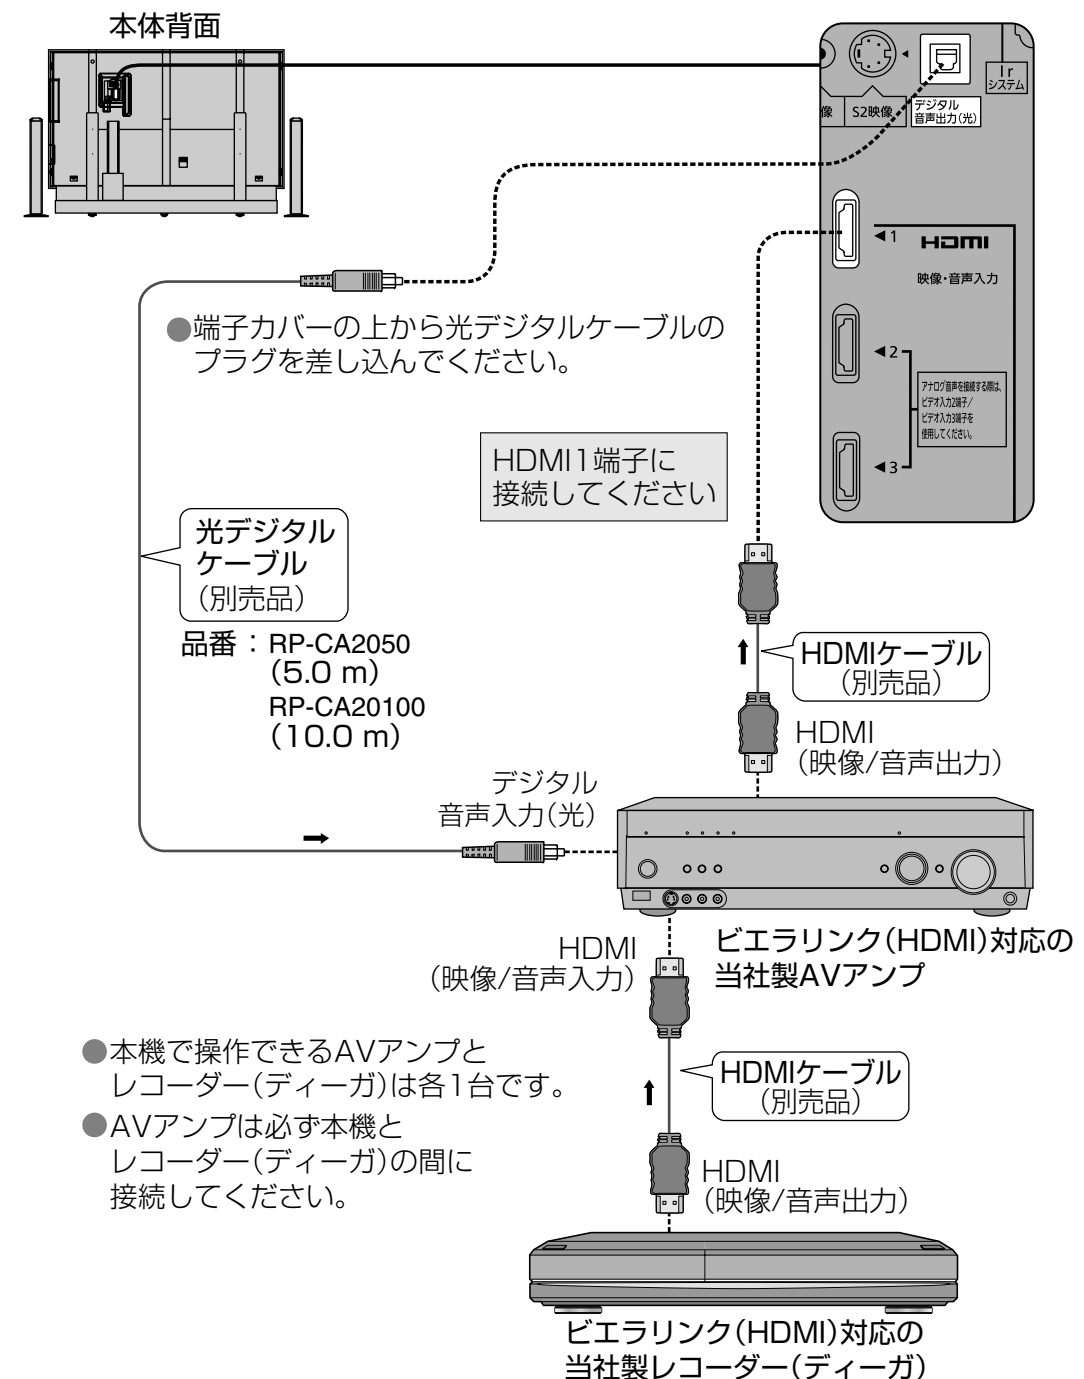 本体背面
Ir
システム
像
S2映像
デジタル
音声出力(光)
◀1
HDMI
映像・音声入力
●端子カバーの上から光デジタルケーブルの
プラグを差し込んでください。
◀2
アナログ音声を接続する際は、
ビデオ入力2端子/
ビデオ入力3端子を
使用してください。
◀3
HDMI1端子に
接続してください
光デジタル
ケーブル
(別売品)
品番:RP-CA2050
(5.0 m)
RP-CA20100
(10.0 m)
HDMIケーブル
(別売品)
HDMI
(映像/音声出力)
デジタル
音声入力(光)
ビエラリンク(HDMI)対応の
当社製AVアンプ
HDMI
(映像/音声入力)
●本機で操作できるAVアンプと
レコーダー(ディーガ)は各1台です。
●AVアンプは必ず本機と
レコーダー(ディーガ)の間に
接続してください。
HDMIケーブル
(別売品)
HDMI
(映像/音声出力)
ビエラリンク(HDMI)対応の
当社製レコーダー(ディーガ)